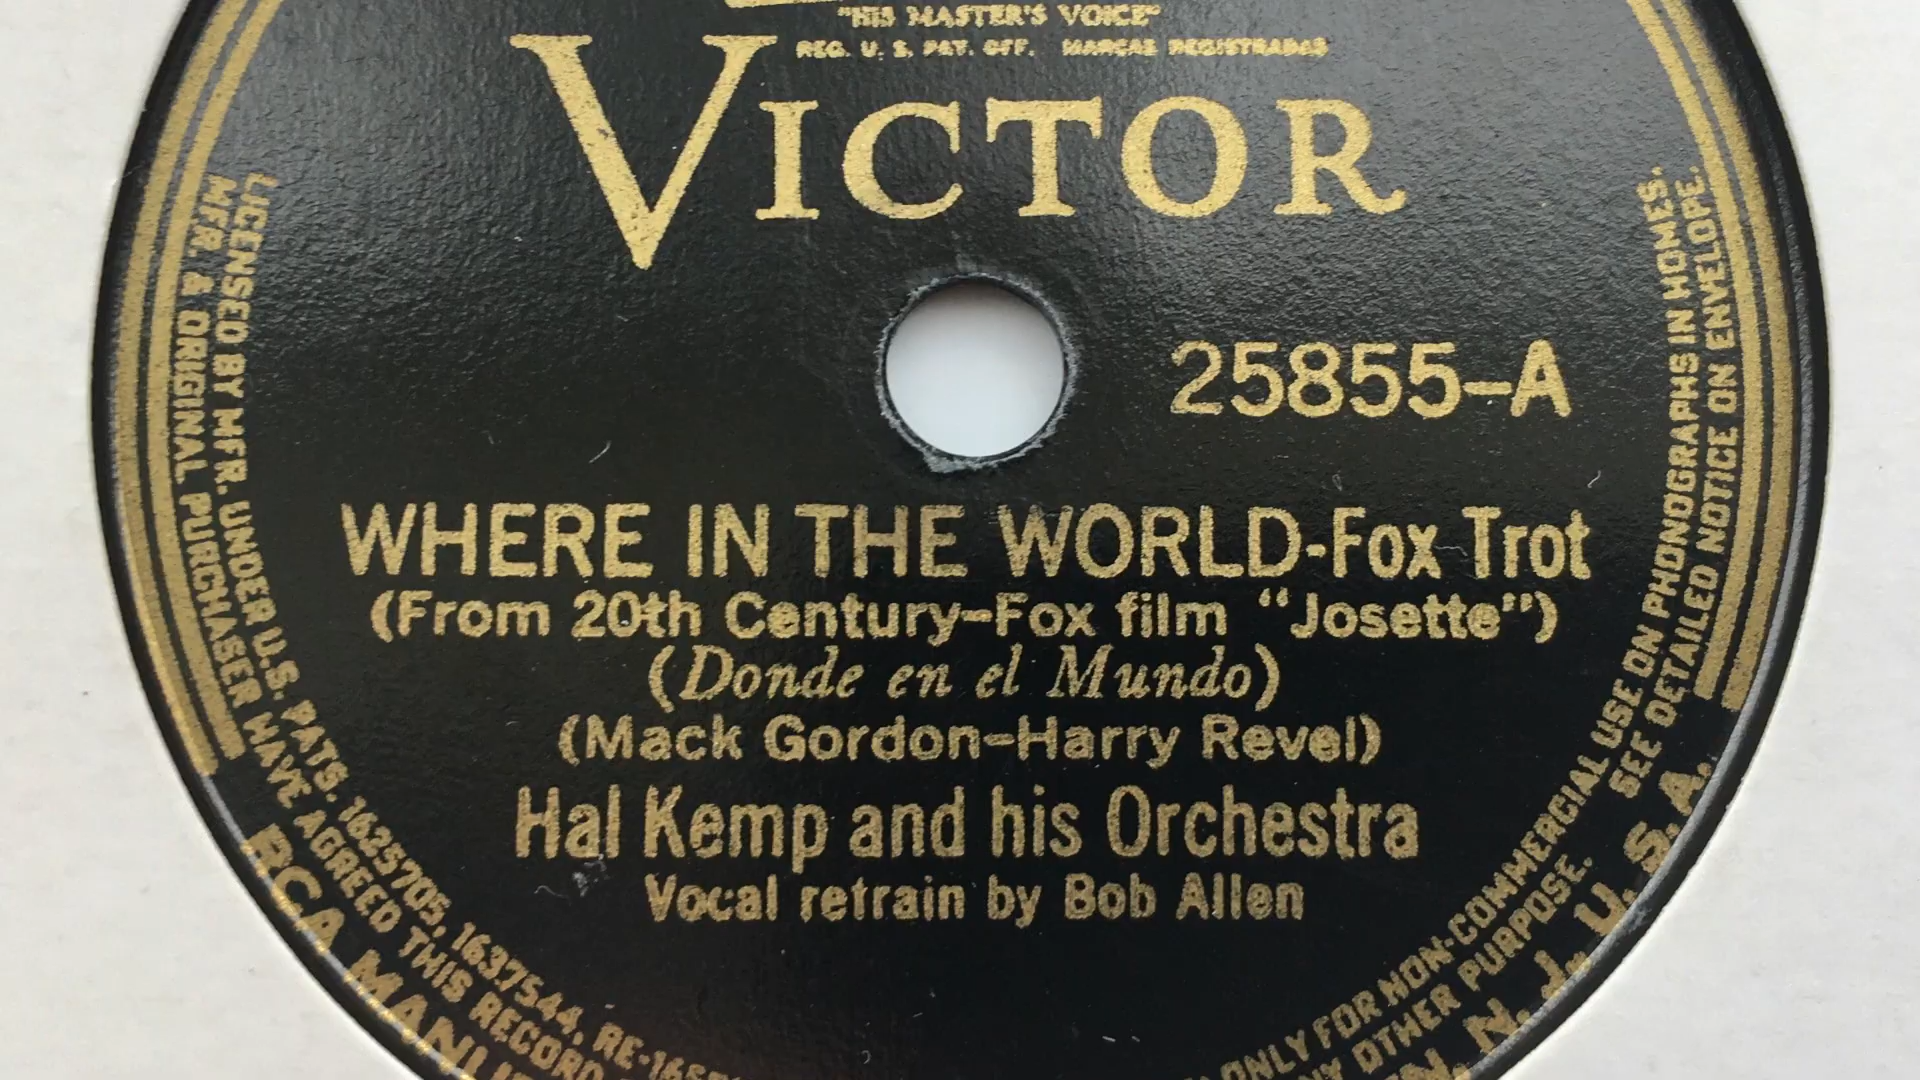 "HIS MASTER'S VOICE"
REG. U. S. PAT. OFF. MARCAS REGISTRADAS
VICTOR
25855-A
WHERE IN THE WORLD-Fox Trot
(From 20th Century-Fox film "Josette")
(Donde en el Mundo)
(Mack Gordon-Harry Revel)
Hal Kemp and his Orchestra
Vocal refrain by Bob Allen
LICENSED BY MFR. UNDER U.S. PATS. 1625705, 1637544, RE-
MFR. & ORIGINAL PURCHASER HAVE AGREED THIS RECORD
ONLY FOR NON-COMMERCIAL USE ON PHONOGRAPHS IN HOMES.
OTHER PURPOSE. SEE DETAILED NOTICE ON ENVELOPE.
RCA
N. J., U. S. A.